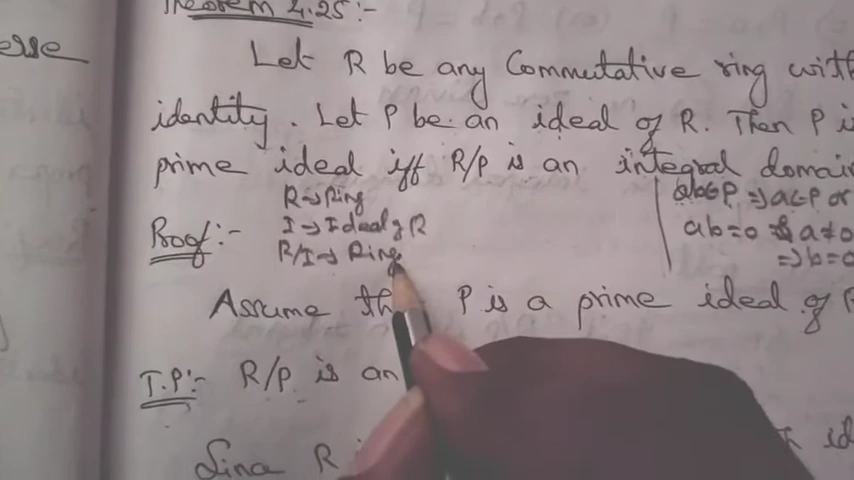 Theorem 4.25:-
esse
Let R be any Commutative ring with
identity. Let P be an ideal of R. Then P is
prime ideal iff R/P is an integral domain
R→Ring
ab∈P ⇒ a∈P or
Proof:-
I→Ideal of R
ab=0 & a≠0
R/I→Ring
⇒ b=0
Assume P is a prime ideal of
T.P:- R/P is an
Since R